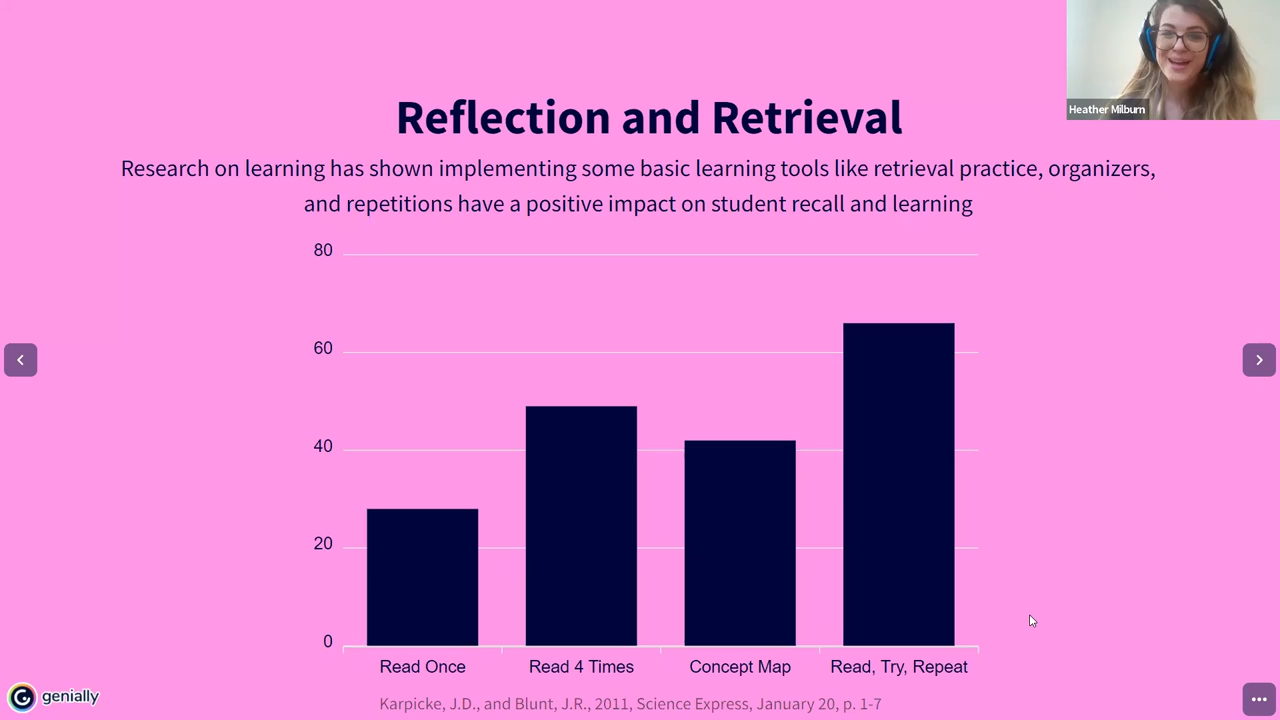 Heather Milburn
Reflection and Retrieval
Research on learning has shown implementing some basic learning tools like retrieval practice, organizers,
and repetitions have a positive impact on student recall and learning
80
60
40
20
0
Read Once
Read 4 Times
Concept Map
Read, Try, Repeat
Karpicke, J.D., and Blunt, J.R., 2011, Science Express, January 20, p. 1-7
genially